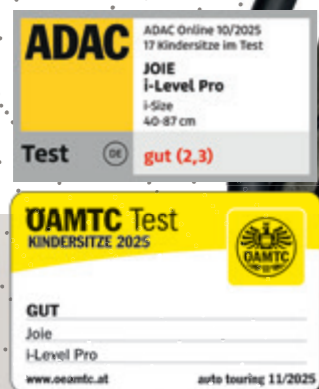 ADAC
ADAC Online 10/2025
17 Kindersitze im Test
JOIE
i-Level Pro
i-Size
40-87 cm
Test
DE
gut (2,3)
ÖAMTC Test
KINDERSITZE 2025
ÖAMTC
GUT
Joie
i-Level Pro
www.oeamtc.at
auto touring 11/2025